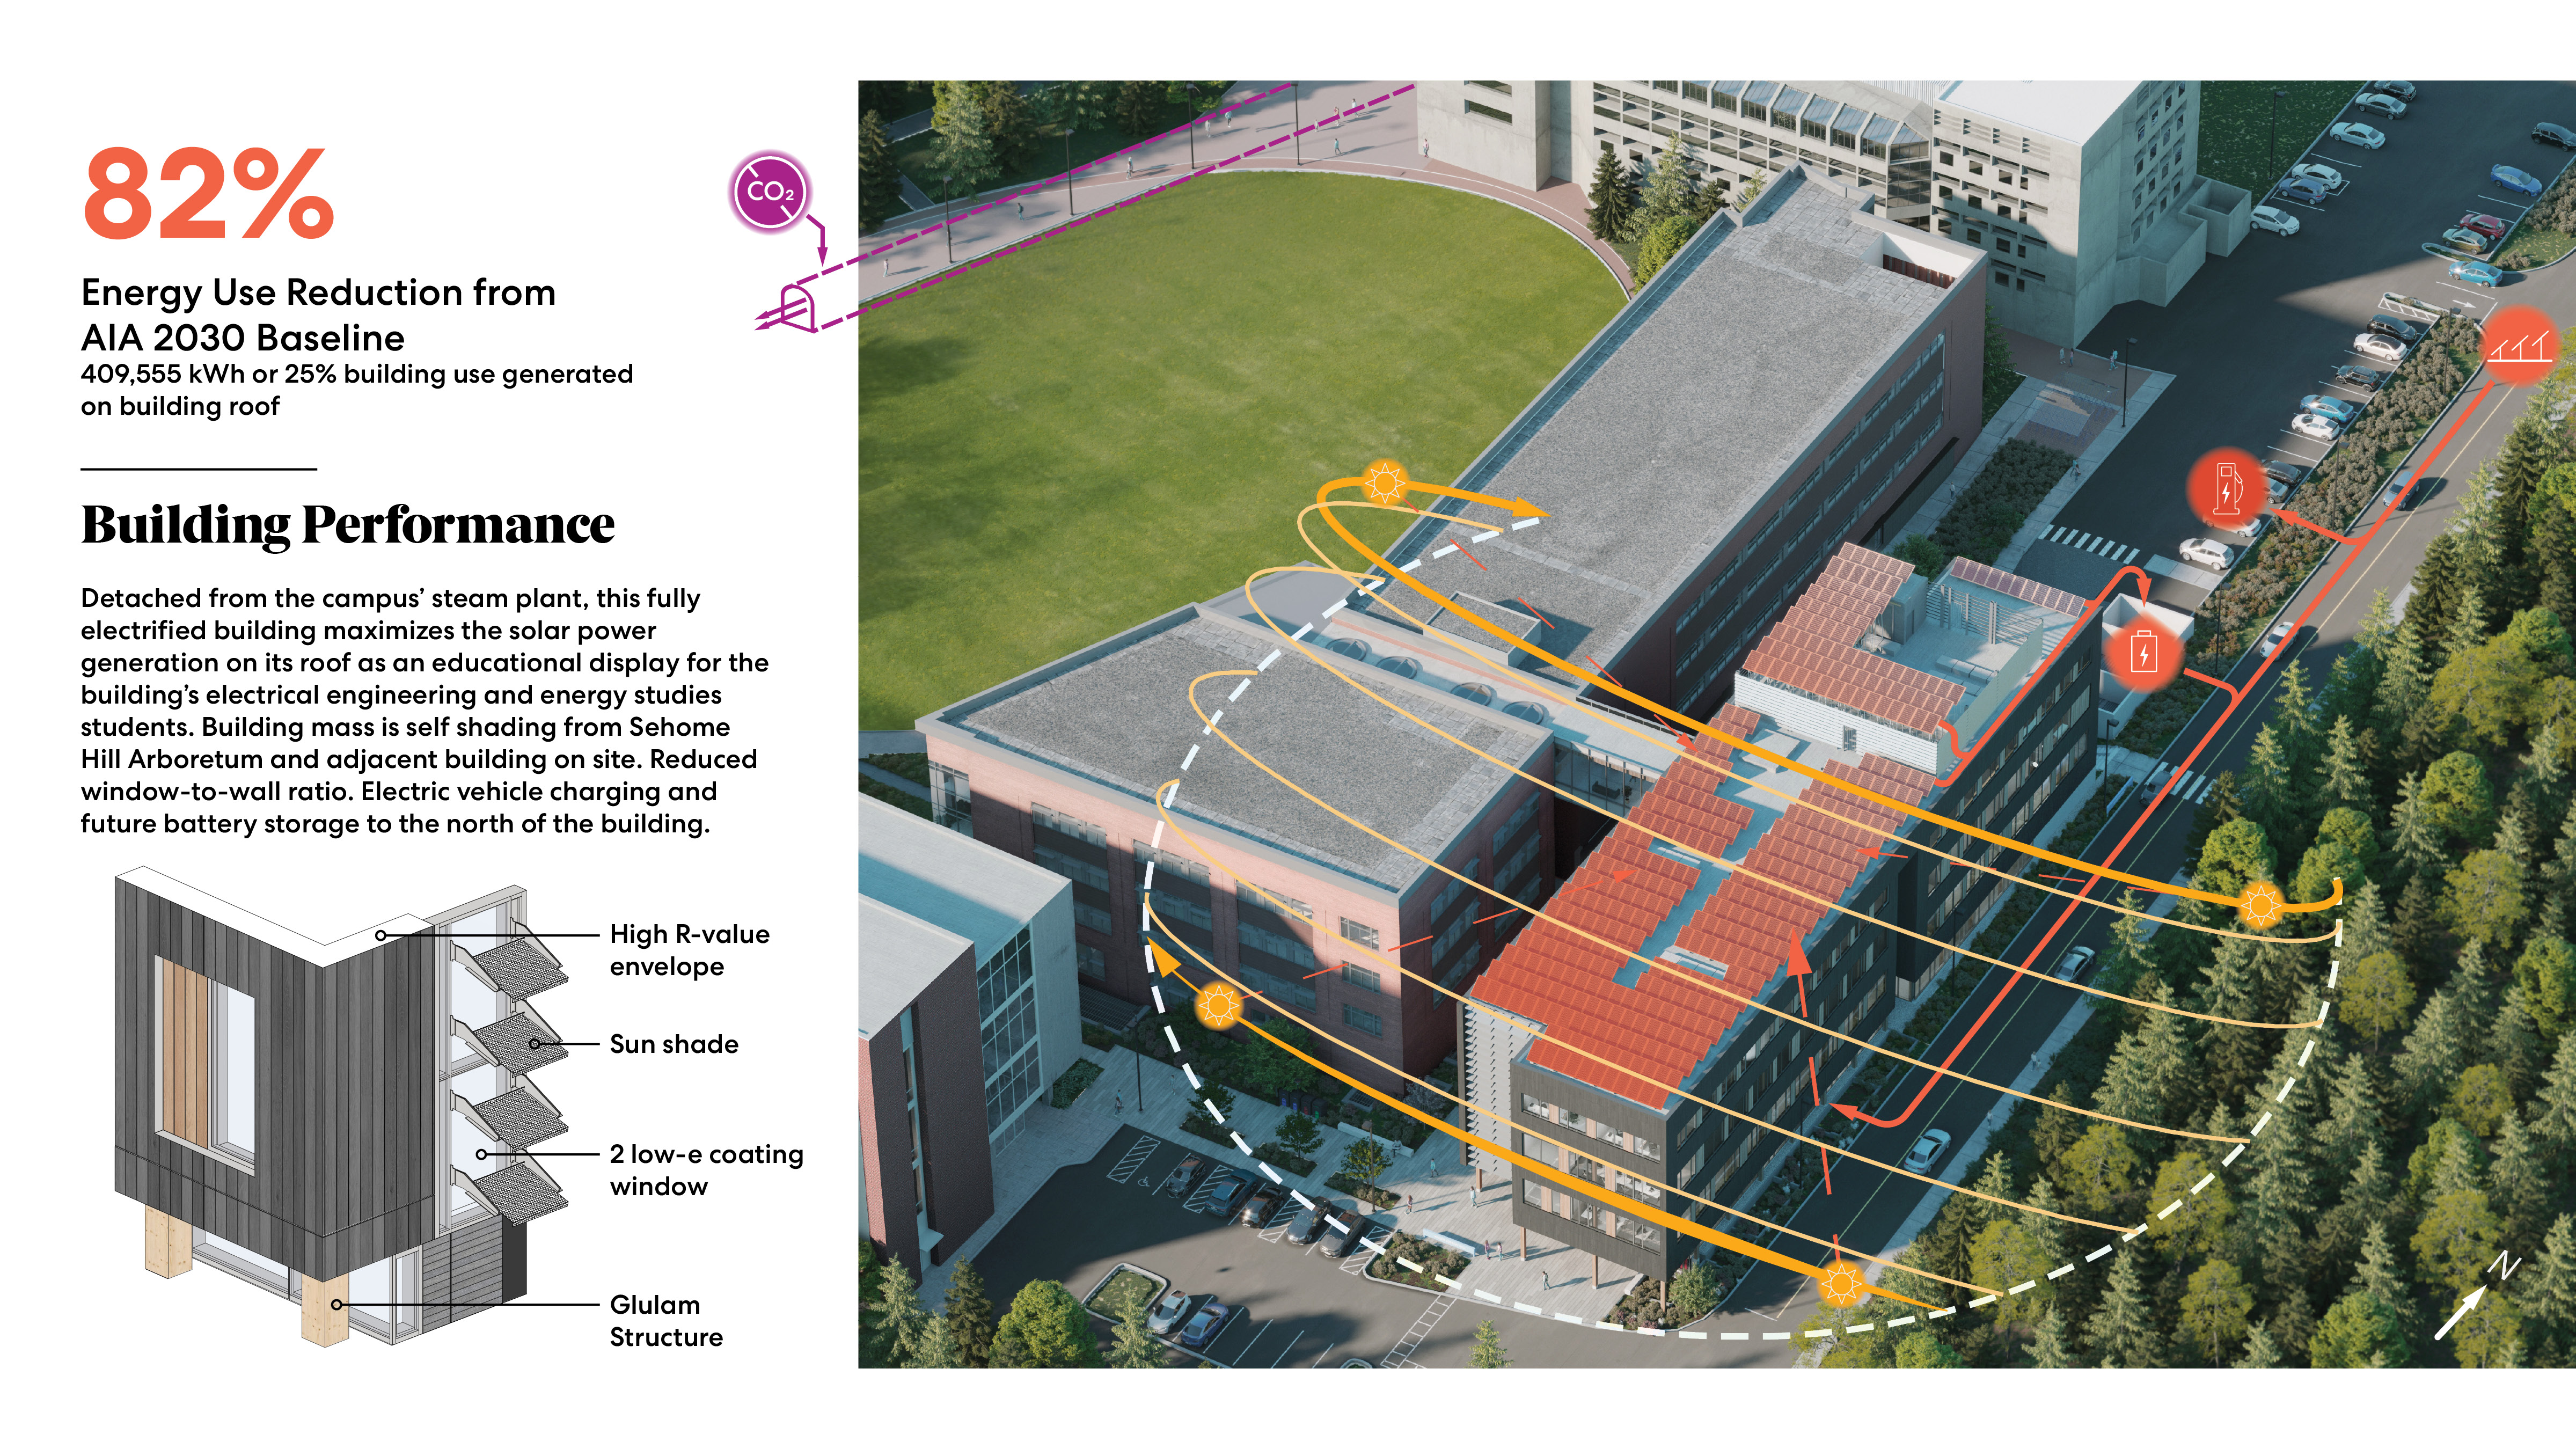 82%
Energy Use Reduction from
AIA 2030 Baseline
409,555 kWh or 25% building use generated
on building roof
Building Performance
Detached from the campus’ steam plant, this fully
electrified building maximizes the solar power
generation on its roof as an educational display for the
building’s electrical engineering and energy studies
students. Building mass is self shading from Sehome
Hill Arboretum and adjacent building on site. Reduced
window-to-wall ratio. Electric vehicle charging and
future battery storage to the north of the building.
High R-value
envelope
Sun shade
2 low-e coating
window
Glulam
Structure
CO₂
N